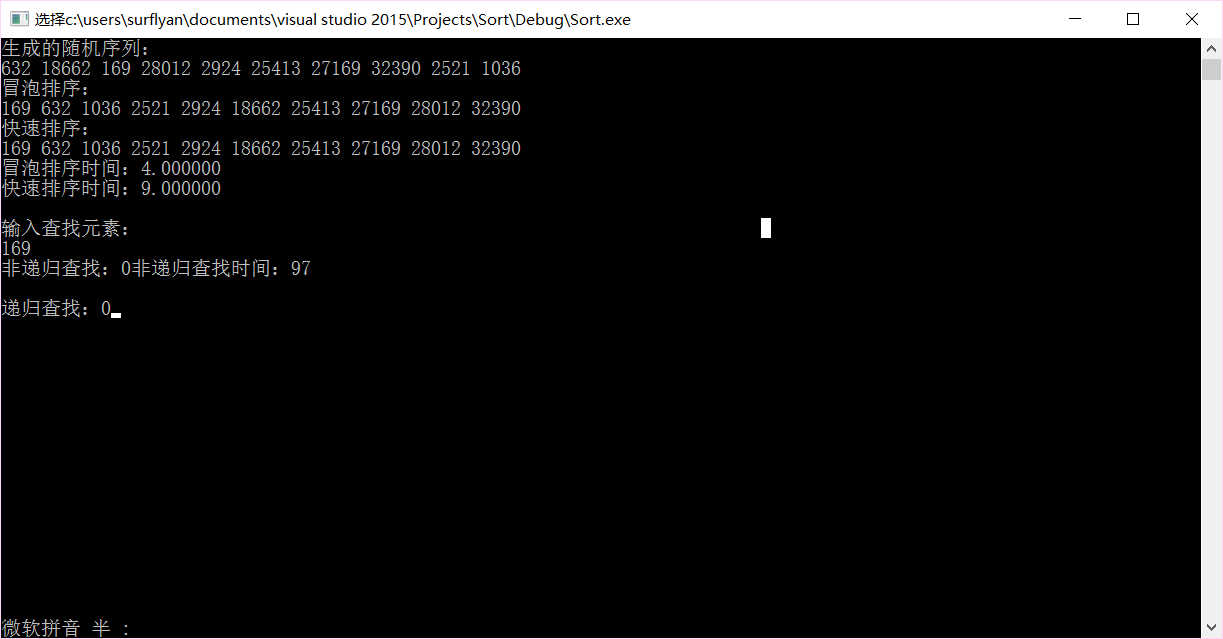 选择c:\users\surflyan\documents\visual studio 2015\Projects\Sort\Debug\Sort.exe
生成的随机序列:
632 18662 169 28012 2924 25413 27169 32390 2521 1036
冒泡排序:
169 632 1036 2521 2924 18662 25413 27169 28012 32390
快速排序:
169 632 1036 2521 2924 18662 25413 27169 28012 32390
冒泡排序时间: 4.000000
快速排序时间: 9.000000
输入查找元素:
169
非递归查找: 0非递归查找时间: 97
递归查找: 0
微软拼音 半 :